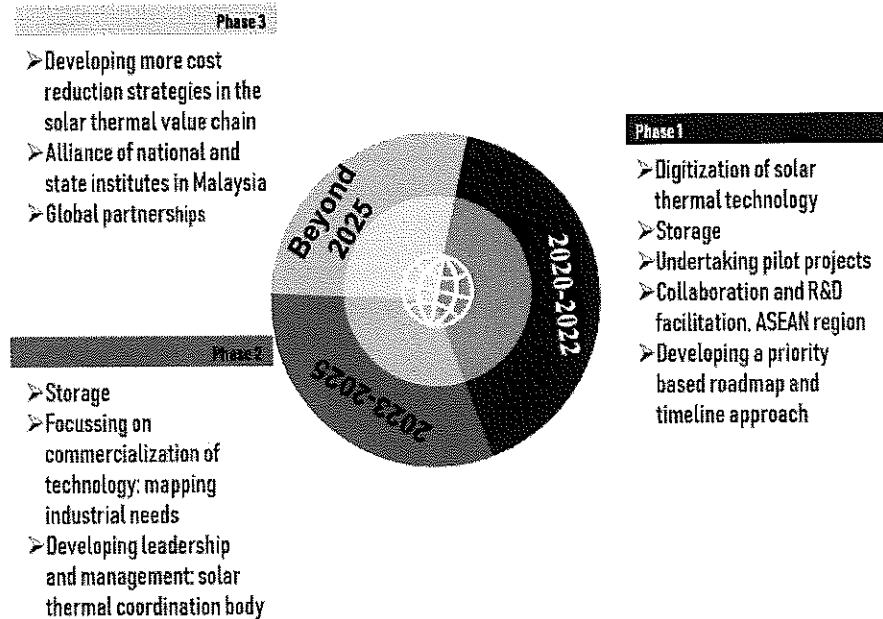 Phase 3
➢Developing more cost
reduction strategies in the
solar thermal value chain
➢Alliance of national and
state institutes in Malaysia
➢Global partnerships
Beyond
2025
2020-2022
2023-2025
Phase 1
➢Digitization of solar
thermal technology
➢Storage
➢Undertaking pilot projects
➢Collaboration and R&D
facilitation, ASEAN region
➢Developing a priority
based roadmap and
timeline approach
Phase 2
➢Storage
➢Focussing on
commercialization of
technology: mapping
industrial needs
➢Developing leadership
and management: solar
thermal coordination body